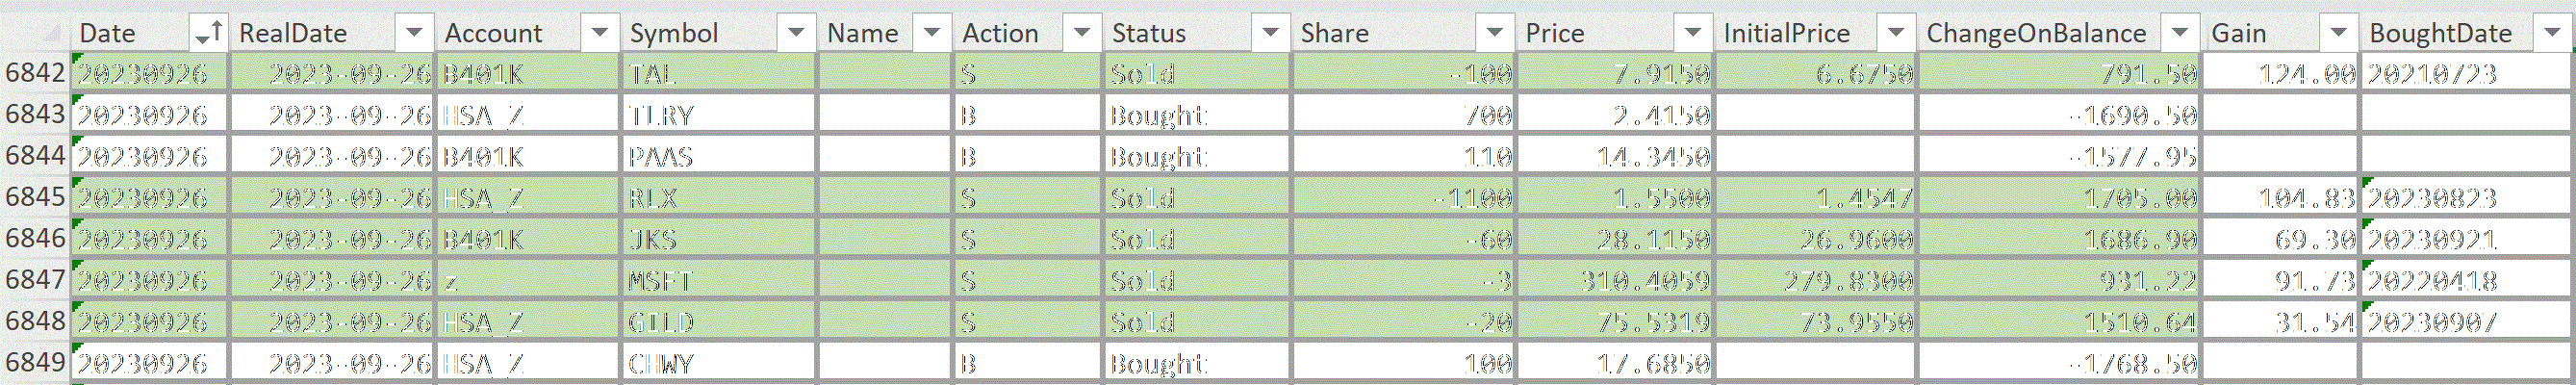 Date RealDate Account Symbol Name Action Status Share Price InitialPrice ChangeOnBalance Gain BoughtDate
6842 20230926 2023-09-26 B401K TAL S Sold -100 7.9150 6.6750 791.50 124.00 20210723
6843 20230926 2023-09-26 HSA_Z TLRY B Bought 700 2.4150 -1690.50
6844 20230926 2023-09-26 B401K PAAS B Bought 110 14.3450 -1577.95
6845 20230926 2023-09-26 HSA_Z RLX S Sold -1100 1.5500 1.4547 1705.00 104.83 20230823
6846 20230926 2023-09-26 B401K JKS S Sold -60 28.1150 26.9600 1686.90 69.30 20230921
6847 20230926 2023-09-26 z MSFT S Sold -3 310.4059 279.8300 931.22 91.73 20220418
6848 20230926 2023-09-26 HSA_Z GILD S Sold -20 75.5319 73.9550 1510.64 31.54 20230907
6849 20230926 2023-09-26 HSA_Z CHWY B Bought 100 17.6850 -1768.50